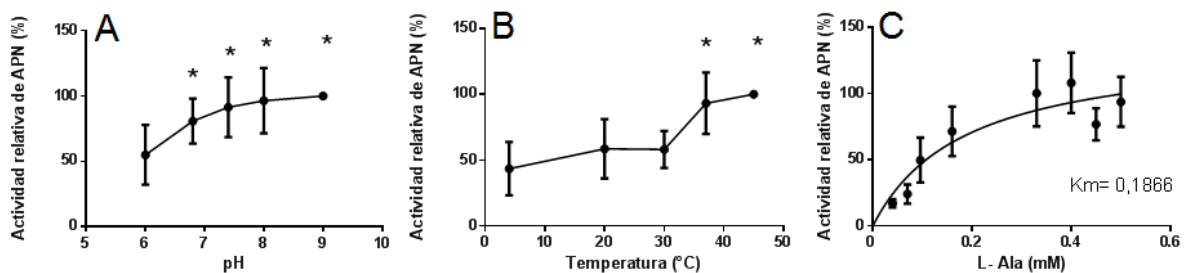 A
Actividad relativa de APN (%)
150
100
50
0
* * * *
5 6 7 8 9 10
pH
B
Actividad relativa de APN (%)
150
100
50
0
* *
0 10 20 30 40 50
Temperatura (°C)
C
Actividad relativa de APN (%)
150
100
50
0
Km= 0,1866
0 0.2 0.4 0.6
L- Ala (mM)